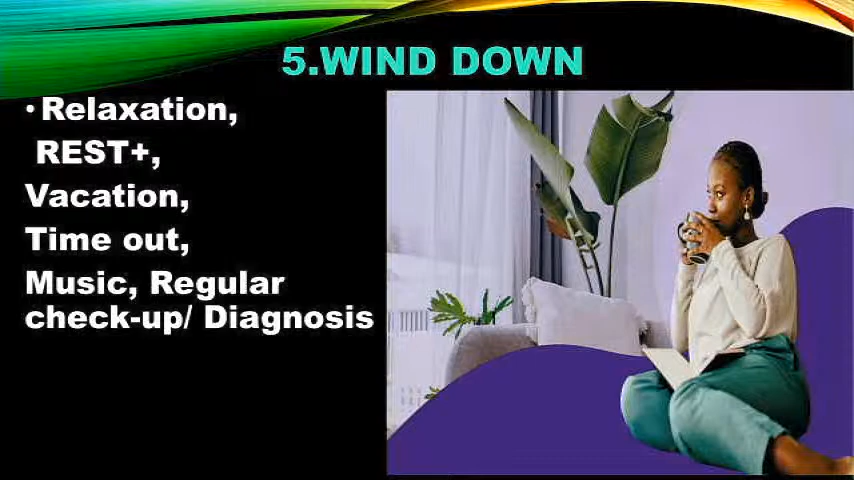 5.WIND DOWN
• Relaxation,
REST+,
Vacation,
Time out,
Music, Regular
check-up/ Diagnosis